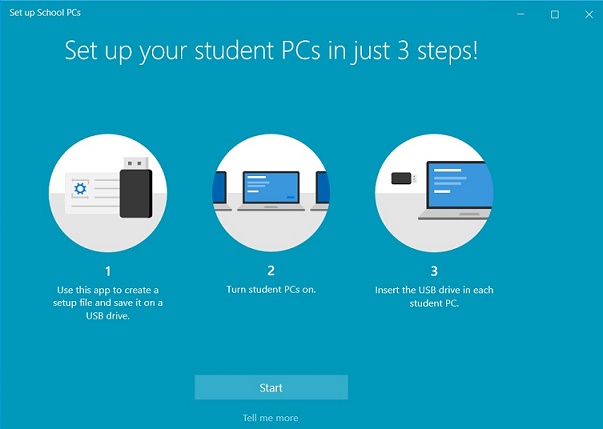 Set up School PCs
Set up your student PCs in just 3 steps!
1
Use this app to create a
setup file and save it on a
USB drive.
2
Turn student PCs on.
3
Insert the USB drive in each
student PC.
Start
Tell me more